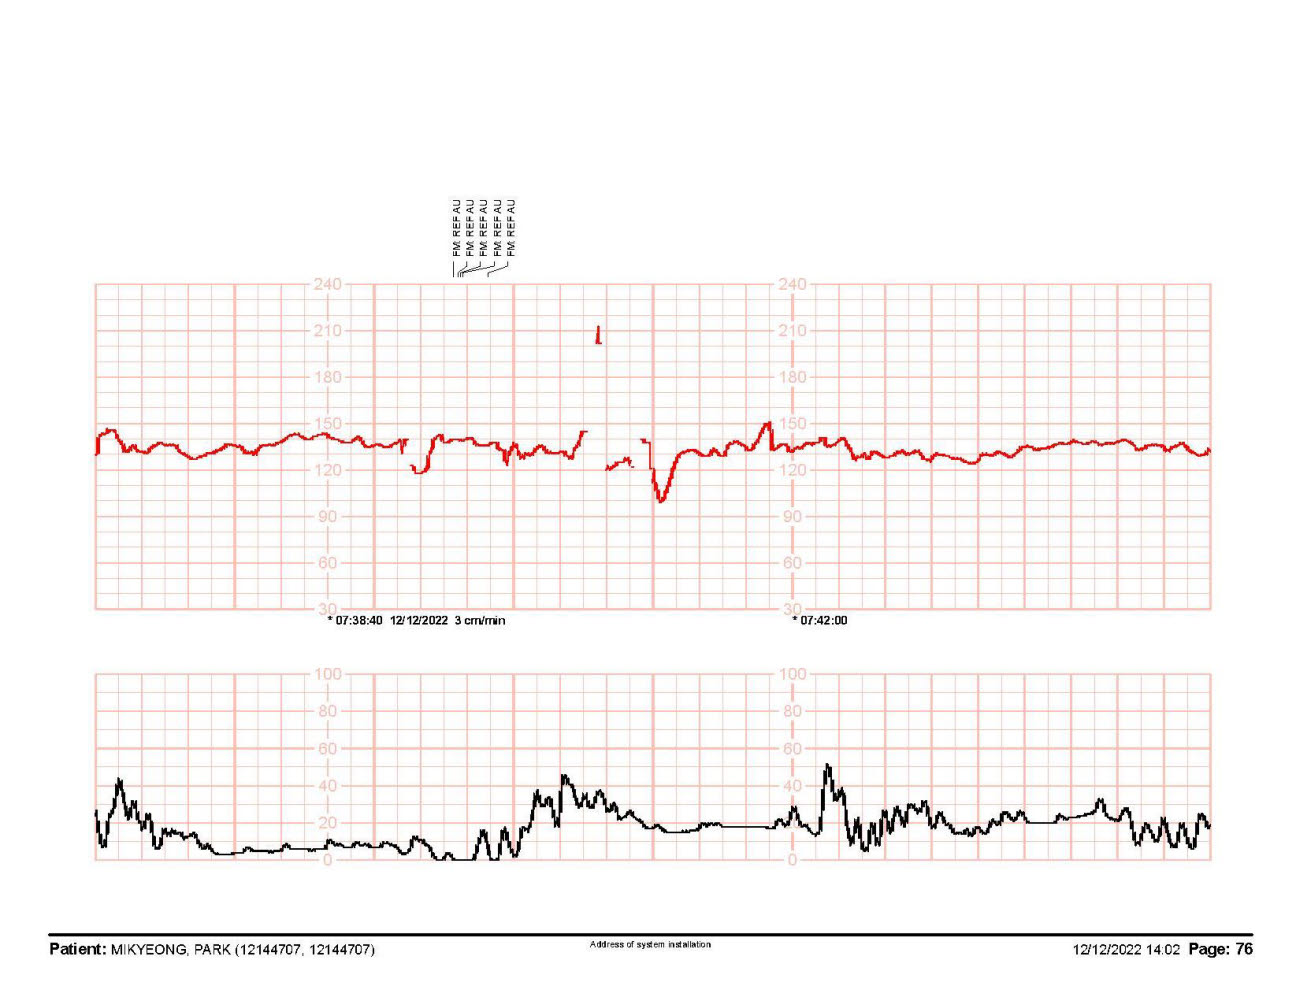 FM: REF AU
FM: REF AU
FM: REF AU
FM: REF AU
FM: REF AU
240 240
210 210
180 180
150 150
120 120
90 90
60 60
30 30
* 07:38:40 12/12/2022 3 cm/min * 07:42:00
100 100
80 80
60 60
40 40
20 20
0 0
Patient: MIKYEONG, PARK (12144707, 12144707) Address of system installation 12/12/2022 14:02 Page: 76